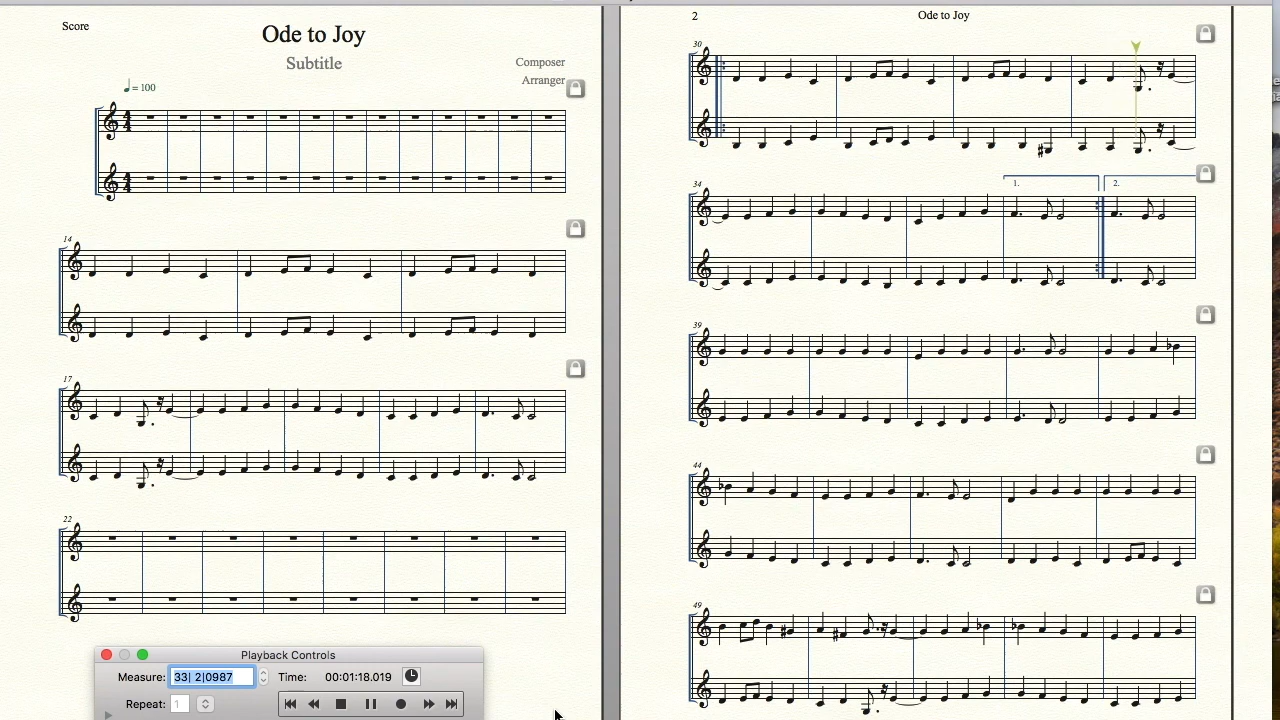 Score
Ode to Joy
Subtitle
Composer
Arranger
= 100
14
17
22
2
Ode to Joy
30
34
1.
2.
39
44
49
Playback Controls
Measure: 33| 2|0987
Time: 00:01:18.019
Repeat: 1